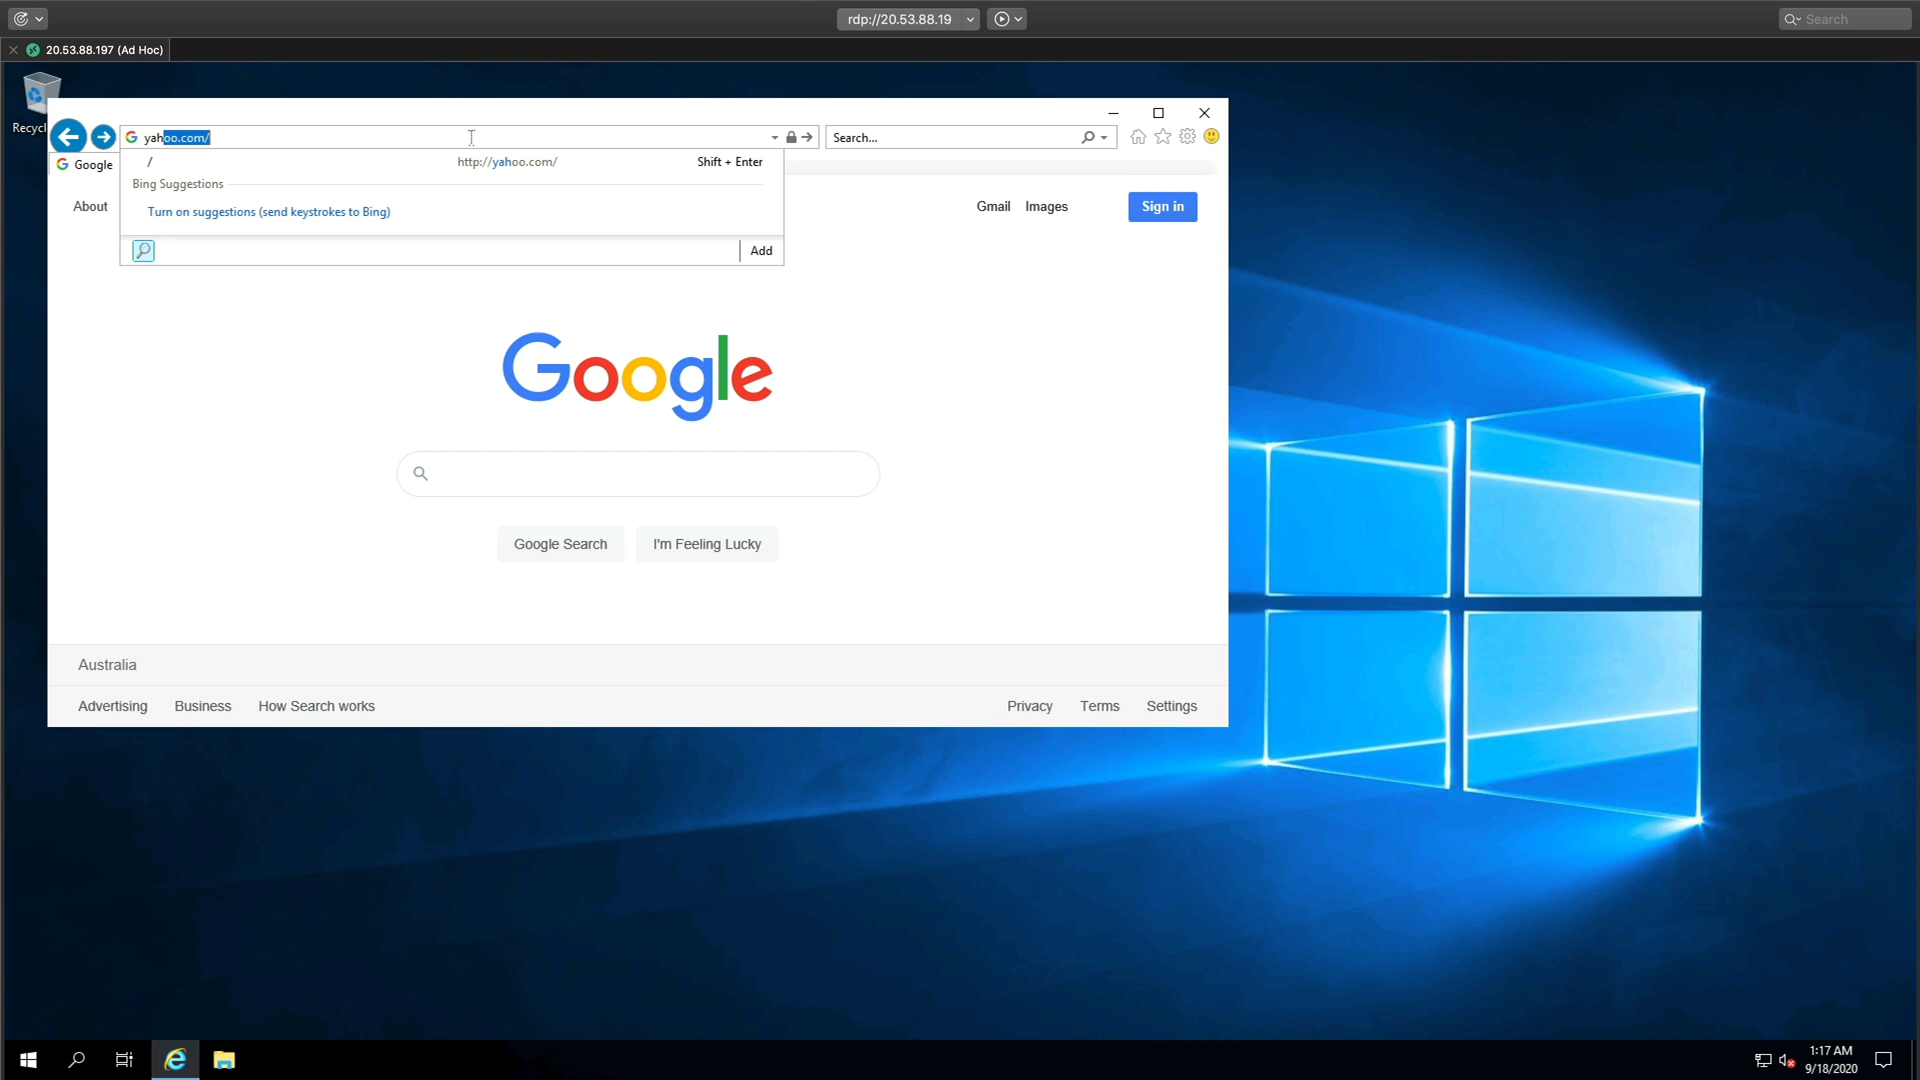 rdp://20.53.88.19
Search
20.53.88.197 (Ad Hoc)
Recycl
yahoo.com/
Search...
/ http://yahoo.com/ Shift + Enter
Google
Bing Suggestions
Turn on suggestions (send keystrokes to Bing)
Add
About
Gmail Images Sign in
Google
Google Search I'm Feeling Lucky
Australia
Advertising Business How Search works Privacy Terms Settings
1:17 AM
9/18/2020